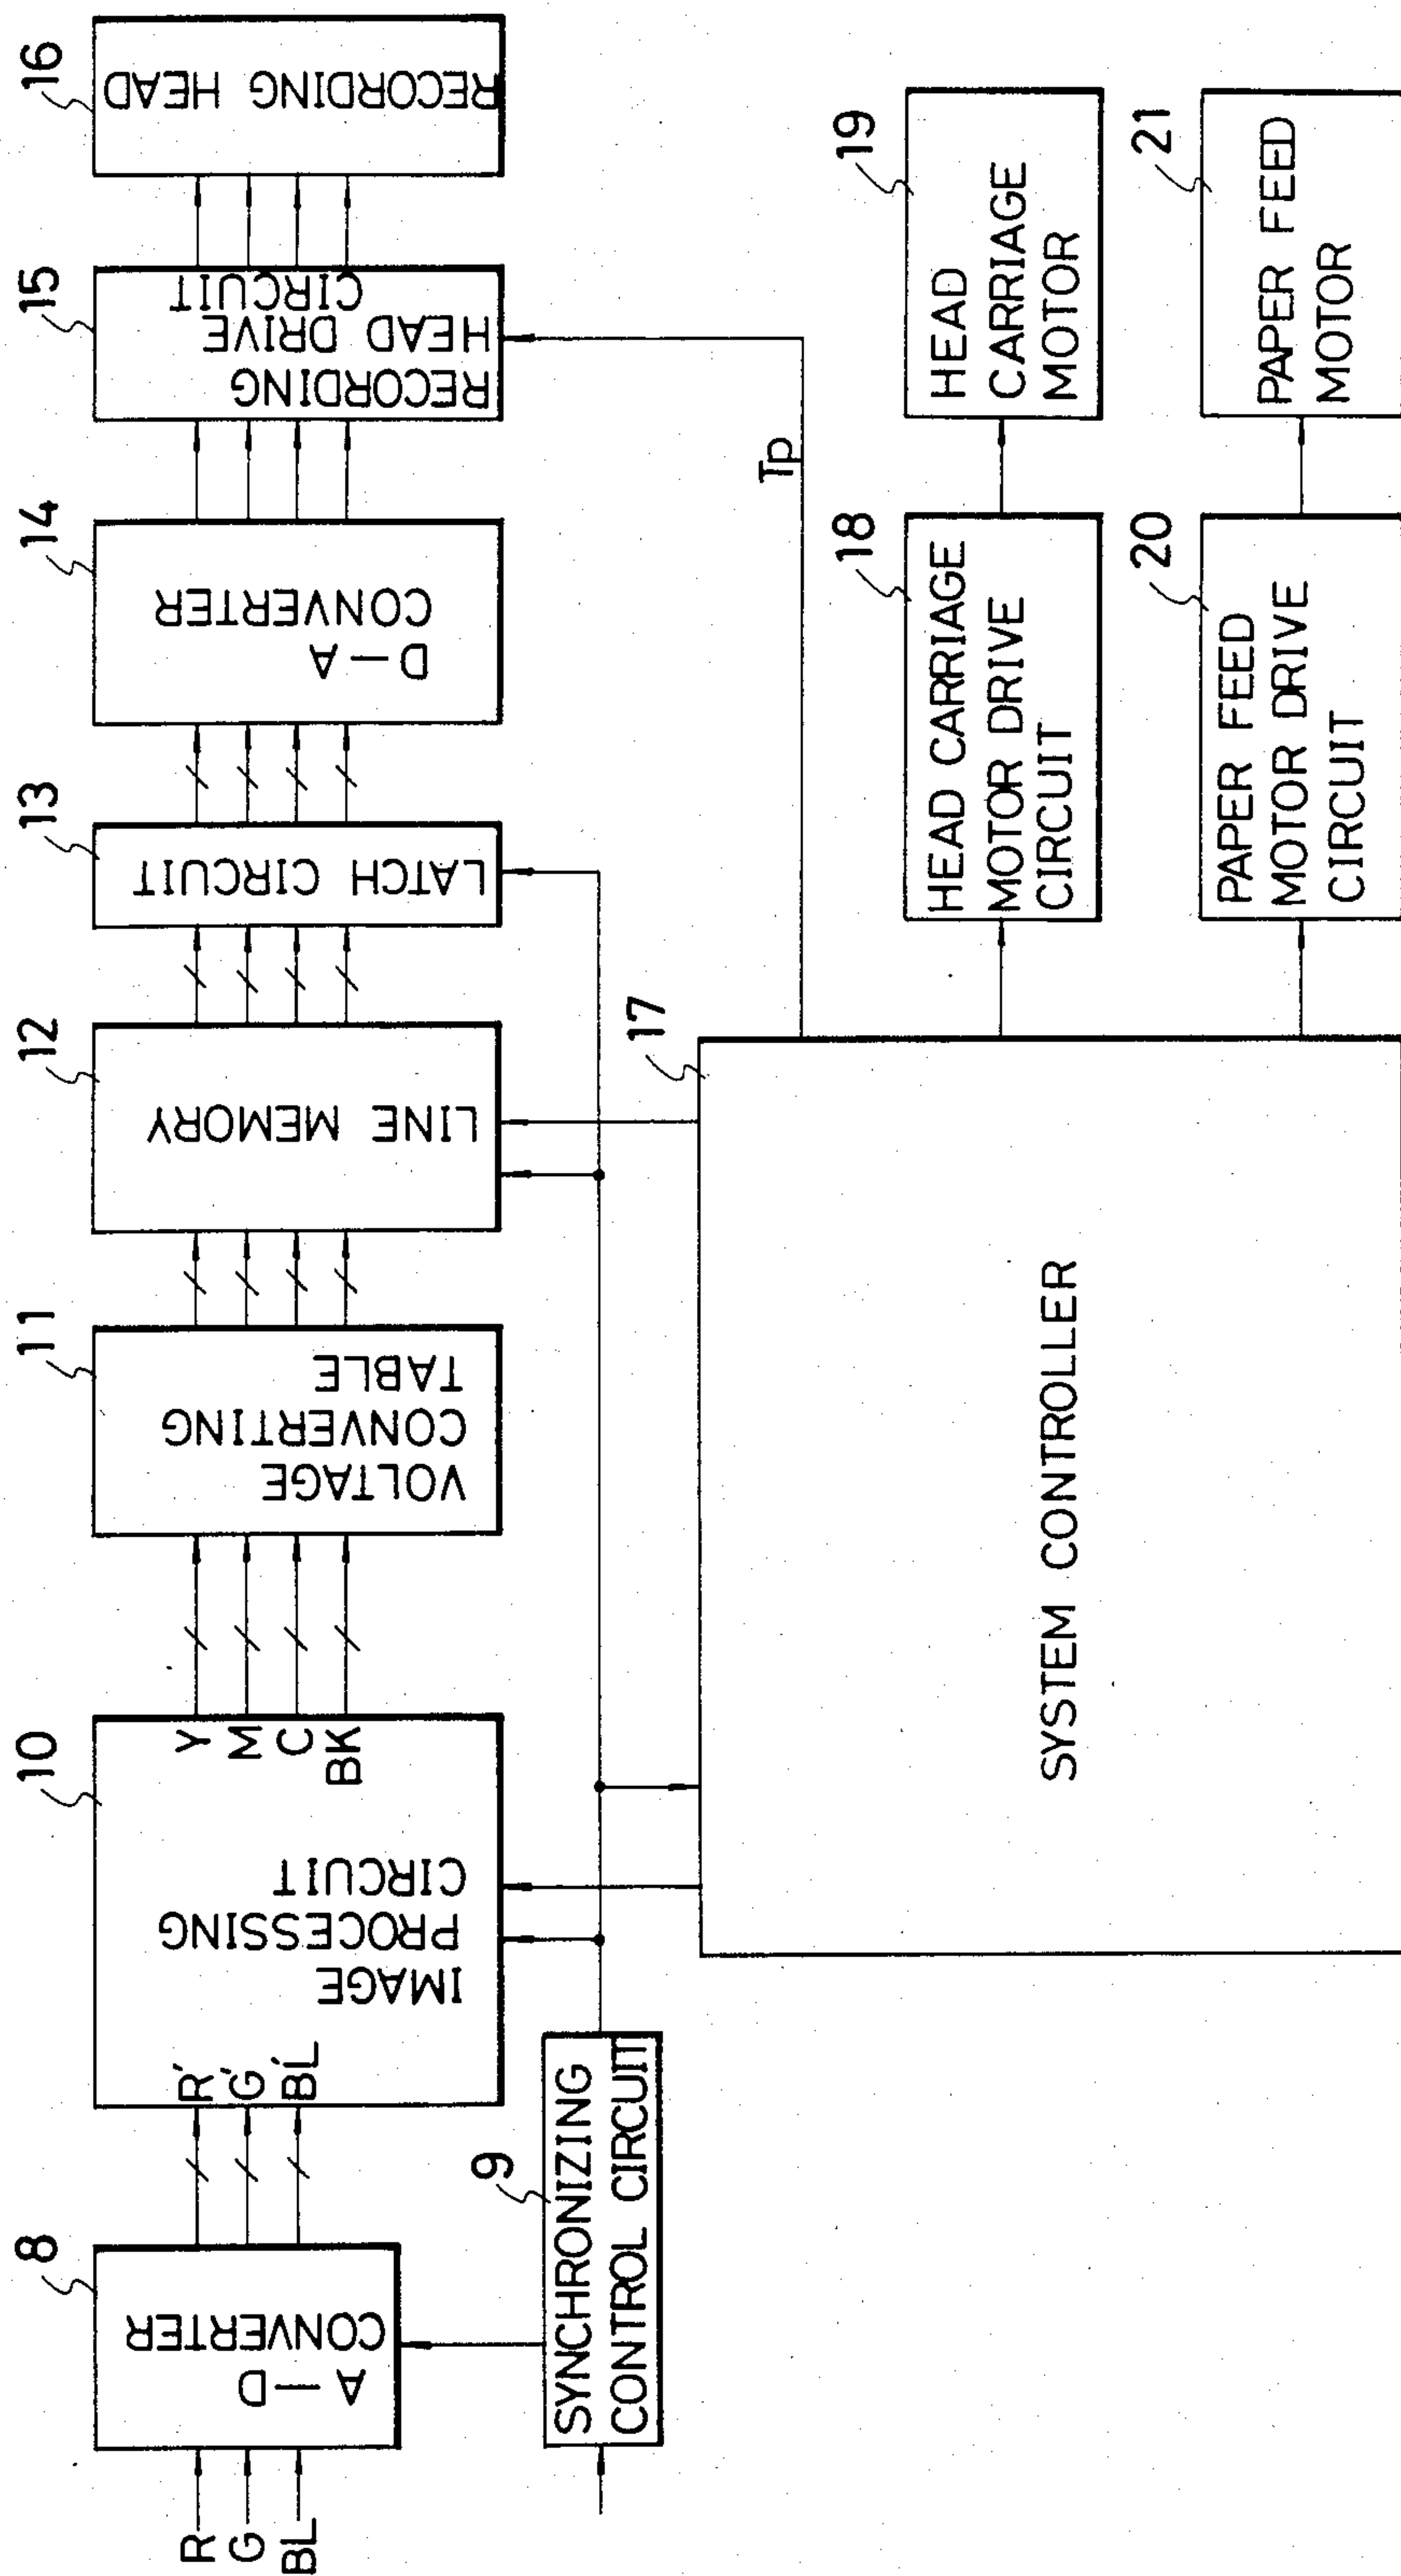 R
G
BL
8
A-D
CONVERTER
R'
G'
BL'
10
IMAGE
PROCESSING
CIRCUIT
Y
M
C
BK
11
VOLTAGE
CONVERTING
TABLE
12
LINE MEMORY
13
LATCH CIRCUIT
14
D-A
CONVERTER
15
RECORDING
HEAD DRIVE
CIRCUIT
16
RECORDING HEAD
9
SYNCHRONIZING
CONTROL CIRCUIT
17
SYSTEM CONTROLLER
Tp
18
HEAD CARRIAGE
MOTOR DRIVE
CIRCUIT
19
HEAD
CARRIAGE
MOTOR
20
PAPER FEED
MOTOR DRIVE
CIRCUIT
21
PAPER FEED
MOTOR